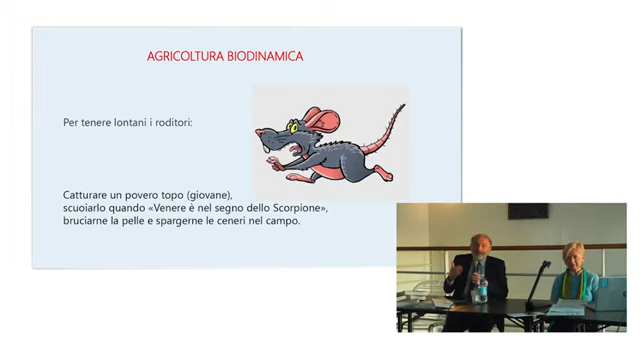 AGRICOLTURA BIODINAMICA
Per tenere lontani i roditori:
Catturare un povero topo (giovane),
scuoiarlo quando «Venere è nel segno dello Scorpione»,
bruciarne la pelle e spargerne le ceneri nel campo.